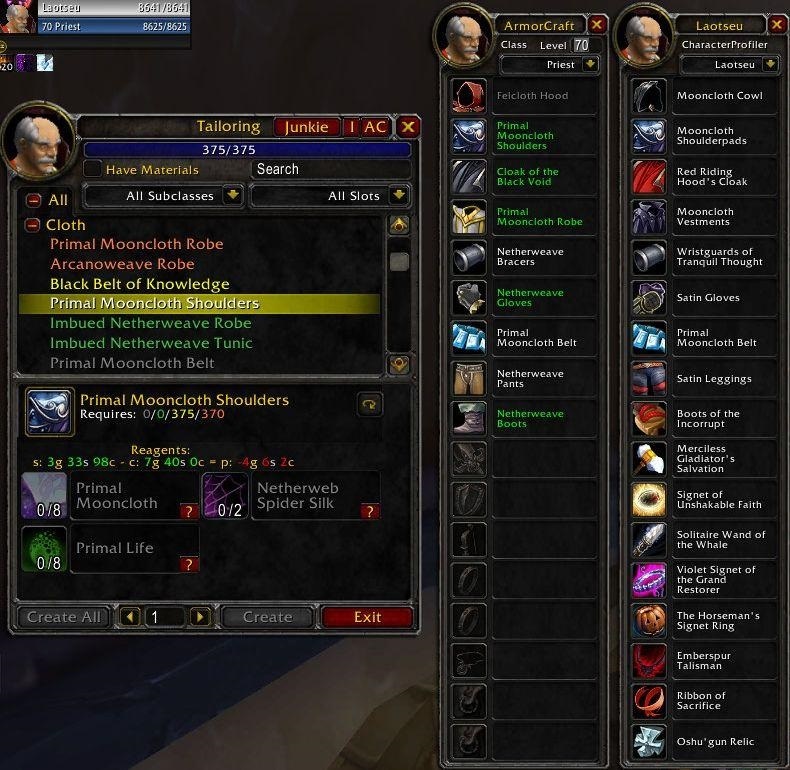 Laotseu 8641/8641
70 Priest 8625/8625
20
Tailoring Junkie I AC
375/375
Have Materials Search
All All Subclasses All Slots
Cloth
Primal Mooncloth Robe
Arcanoweave Robe
Black Belt of Knowledge
Primal Mooncloth Shoulders
Imbued Netherweave Robe
Imbued Netherweave Tunic
Primal Mooncloth Belt
Primal Mooncloth Shoulders
Requires: 0/0/375/370
Reagents:
s: 3g 33s 98c - c: 7g 40s 0c = p: -4g 6s 2c
Primal
Mooncloth
0/8 ?
Netherweb
Spider Silk
0/2 ?
Primal Life
0/8 ?
Create All 1 Create Exit
ArmorCraft
Class Level 70
Priest
Felcloth Hood
Primal
Mooncloth
Shoulders
Cloak of the
Black Void
Primal
Mooncloth Robe
Netherweave
Bracers
Netherweave
Gloves
Primal
Mooncloth Belt
Netherweave
Pants
Netherweave
Boots
Laotseu
CharacterProfiler
Laotseu
Mooncloth Cowl
Mooncloth
Shoulderpads
Red Riding
Hood's Cloak
Mooncloth
Vestments
Wristguards of
Tranquil Thought
Satin Gloves
Primal
Mooncloth Belt
Satin Leggings
Boots of the
Incorrupt
Merciless
Gladiator's
Salvation
Signet of
Unshakable Faith
Solitaire Wand of
the Whale
Violet Signet of
the Grand
Restorer
The Horseman's
Signet Ring
Emberspur
Talisman
Ribbon of
Sacrifice
Oshu'gun Relic